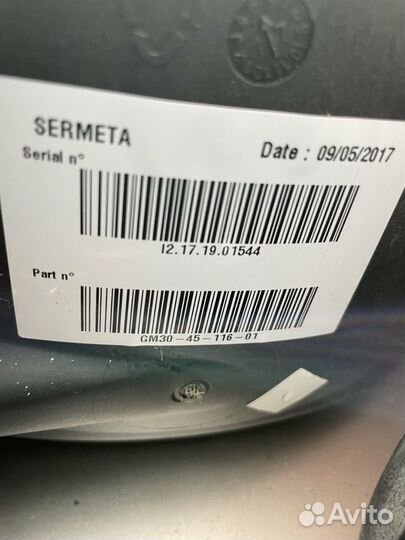 SERMETA
Date : 09/05/2017
Serial n°
I2.17.19.01544
Part n°
GM30-45-116-01
Avito